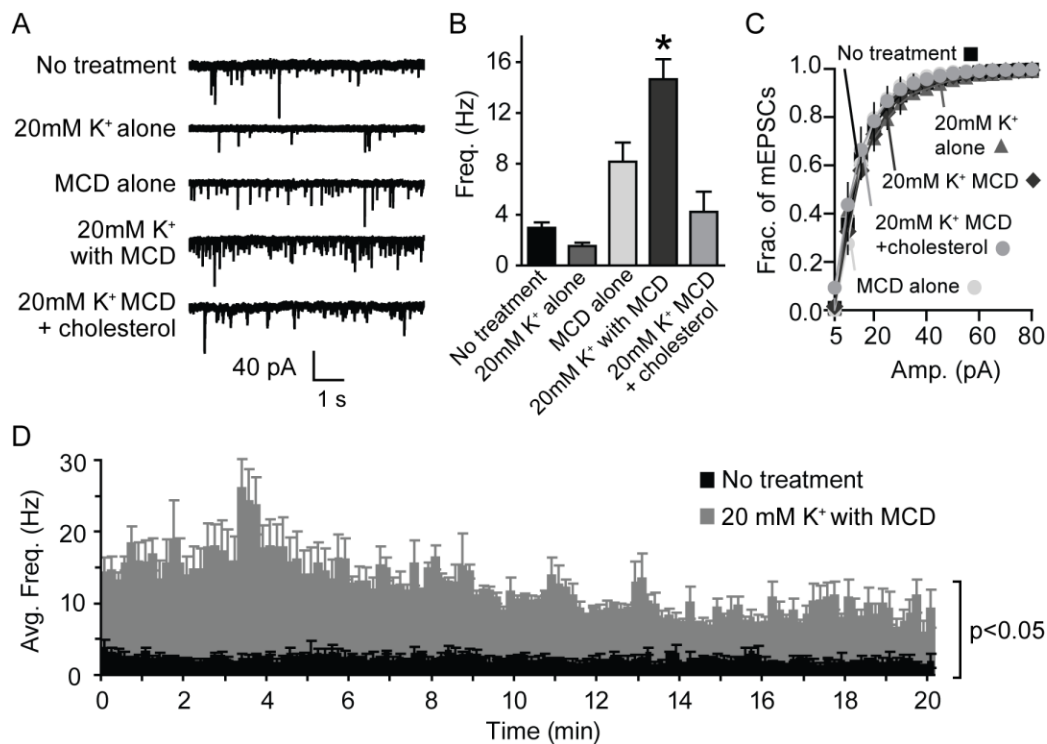 A
No treatment
20mM K⁺ alone
MCD alone
20mM K⁺
with MCD
20mM K⁺ MCD
+ cholesterol
40 pA
1 s
B
Freq. (Hz)
16
12
8
4
0
*
No treatment
20mM K⁺ alone
MCD alone
20mM K⁺ with MCD
20mM K⁺ MCD
+ cholesterol
C
No treatment
Frac. of mEPSCs
1.0
0.8
0.6
0.4
0.2
0.0
20mM K⁺
alone
20mM K⁺ MCD
20mM K⁺ MCD
+cholesterol
MCD alone
5 20 40 60 80
Amp. (pA)
D
Avg. Freq. (Hz)
30
20
10
0
No treatment
20 mM K⁺ with MCD
p<0.05
0 2 4 6 8 10 12 14 16 18 20
Time (min)